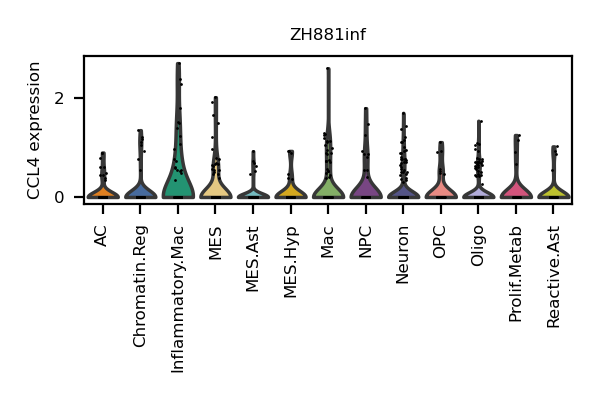 ZH881inf
CCL4 expression
2
0
AC
Chromatin.Reg
Inflammatory.Mac
MES
MES.Ast
MES.Hyp
Mac
NPC
Neuron
OPC
Oligo
Prolif.Metab
Reactive.Ast